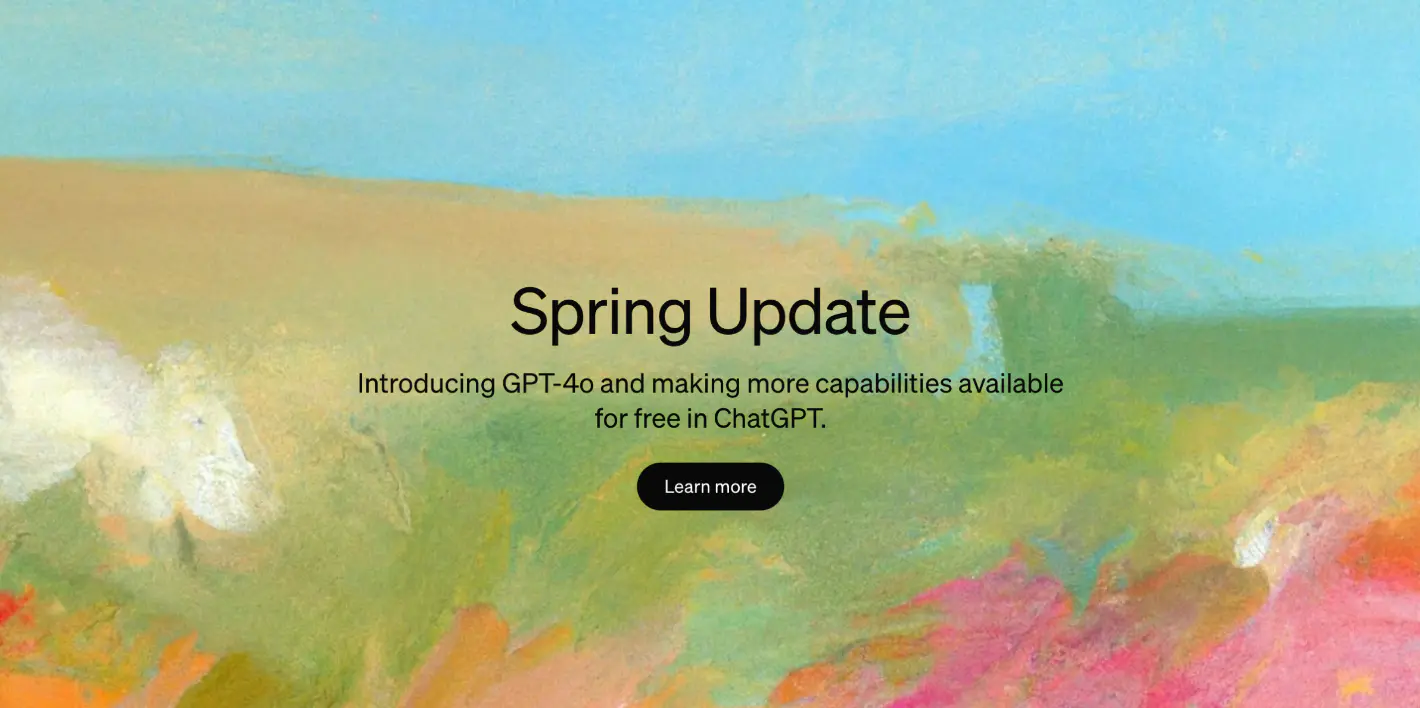 Spring Update
Introducing GPT-4o and making more capabilities available
for free in ChatGPT.
Learn more